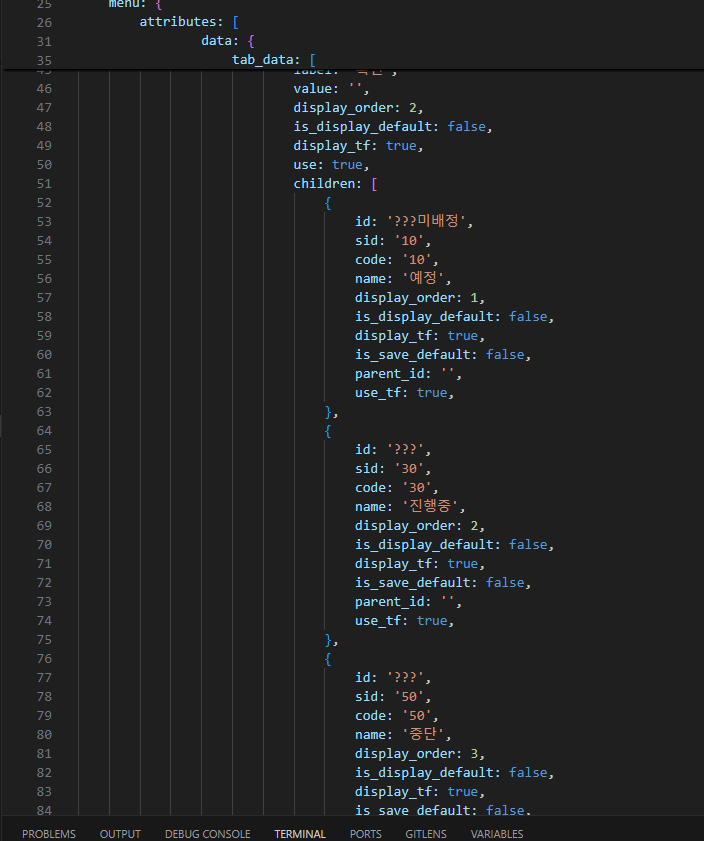 25 menu: {
26 attributes: [
31 data: {
35 tab_data: [
46 value: '',
47 display_order: 2,
48 is_display_default: false,
49 display_tf: true,
50 use: true,
51 children: [
52 {
53 id: '???미배정',
54 sid: '10',
55 code: '10',
56 name: '예정',
57 display_order: 1,
58 is_display_default: false,
59 display_tf: true,
60 is_save_default: false,
61 parent_id: '',
62 use_tf: true,
63 },
64 {
65 id: '???',
66 sid: '30',
67 code: '30',
68 name: '진행중',
69 display_order: 2,
70 is_display_default: false,
71 display_tf: true,
72 is_save_default: false,
73 parent_id: '',
74 use_tf: true,
75 },
76 {
77 id: '???',
78 sid: '50',
79 code: '50',
80 name: '중단',
81 display_order: 3,
82 is_display_default: false,
83 display_tf: true,
84 is_save_default: false,
PROBLEMS OUTPUT DEBUG CONSOLE TERMINAL PORTS GITLENS VARIABLES